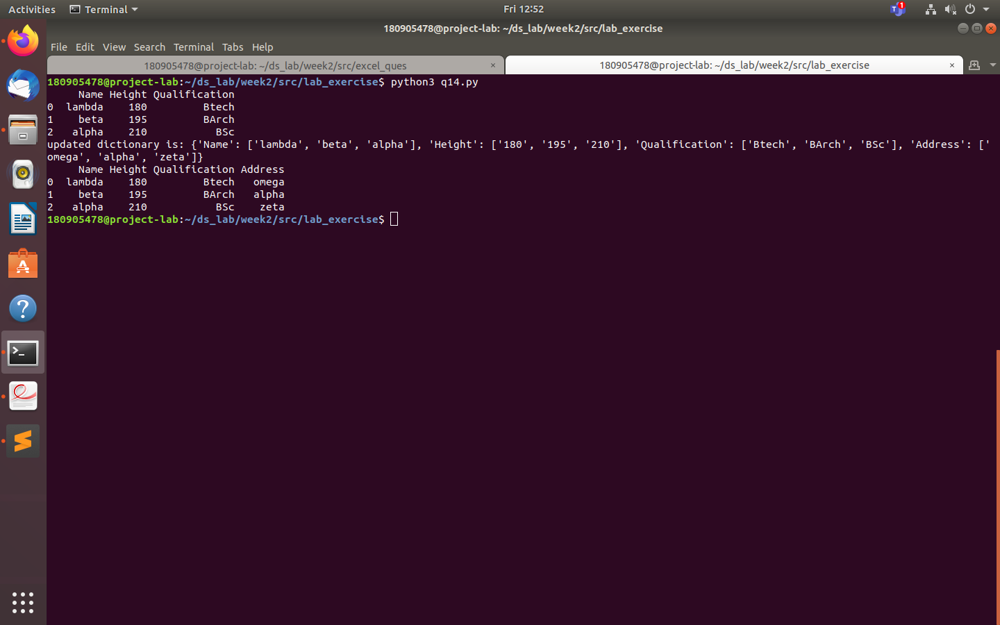 Activities Terminal Fri 12:52 1
180905478@project-lab: ~/ds_lab/week2/src/lab_exercise
File Edit View Search Terminal Tabs Help
180905478@project-lab: ~/ds_lab/week2/src/excel_ques × 180905478@project-lab: ~/ds_lab/week2/src/lab_exercise ×
180905478@project-lab:~/ds_lab/week2/src/lab_exercise$ python3 q14.py
     Name Height Qualification
0  lambda    180         Btech
1    beta    195         BArch
2   alpha    210           BSc
updated dictionary is: {'Name': ['lambda', 'beta', 'alpha'], 'Height': ['180', '195', '210'], 'Qualification': ['Btech', 'BArch', 'BSc'], 'Address': ['
omega', 'alpha', 'zeta']}
     Name Height Qualification Address
0  lambda    180         Btech   omega
1    beta    195         BArch   alpha
2   alpha    210           BSc    zeta
180905478@project-lab:~/ds_lab/week2/src/lab_exercise$